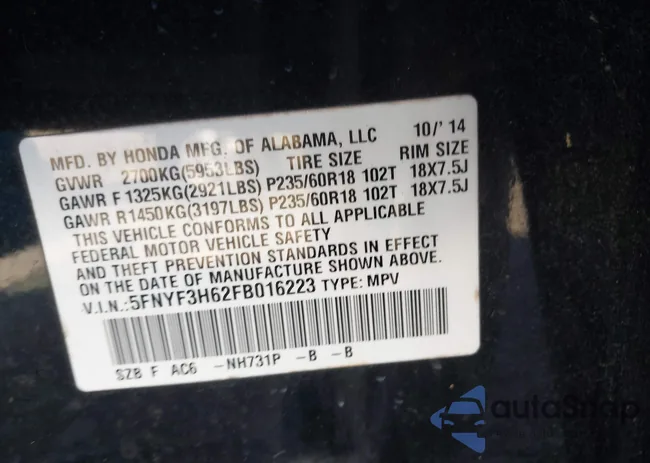 MFD. BY HONDA MFG. OF ALABAMA, LLC 10/' 14
GVWR 2700KG(5953LBS) TIRE SIZE RIM SIZE
GAWR F 1325KG(2921LBS) P235/60R18 102T 18X7.5J
GAWR R1450KG(3197LBS) P235/60R18 102T 18X7.5J
THIS VEHICLE CONFORMS TO ALL APPLICABLE
FEDERAL MOTOR VEHICLE SAFETY
AND THEFT PREVENTION STANDARDS IN EFFECT
ON THE DATE OF MANUFACTURE SHOWN ABOVE.
V.I.N.:5FNYF3H62FB016223 TYPE: MPV
SZB F AC6 -NH731P -B -B
autoSnap